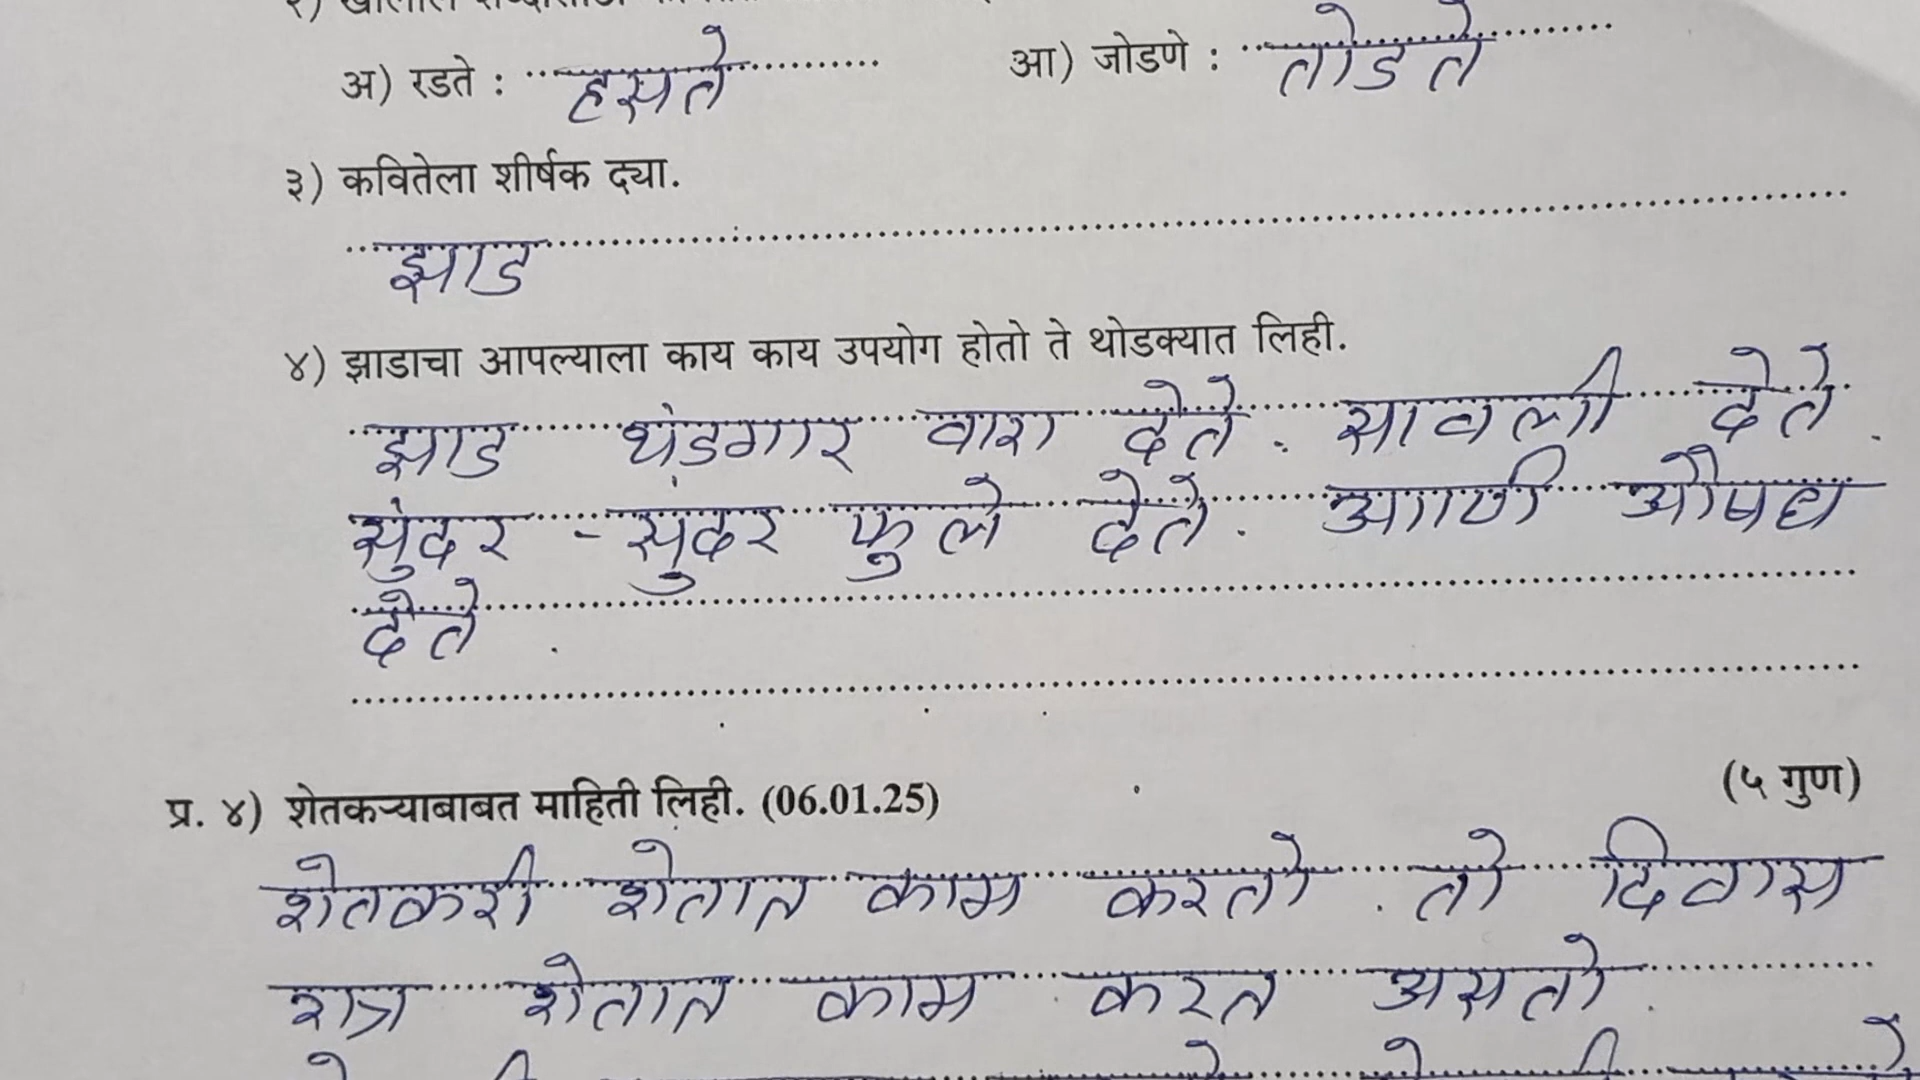 अ) रडते : हसते आ) जोडणे : तोडते
३) कवितेला शीर्षक द्या.
झाड
४) झाडाचा आपल्याला काय काय उपयोग होतो ते थोडक्यात लिही.
झाड थंडगार वारा देते. सावली देते.
सुंदर - सुंदर फुले देते. आणी औषध
देते.
प्र. ४) शेतकऱ्याबाबत माहिती लिही. (06.01.25) (५ गुण)
शेतकरी शेतात काम करतो. तो दिवास
रात्र शेतात काम करत असतो.